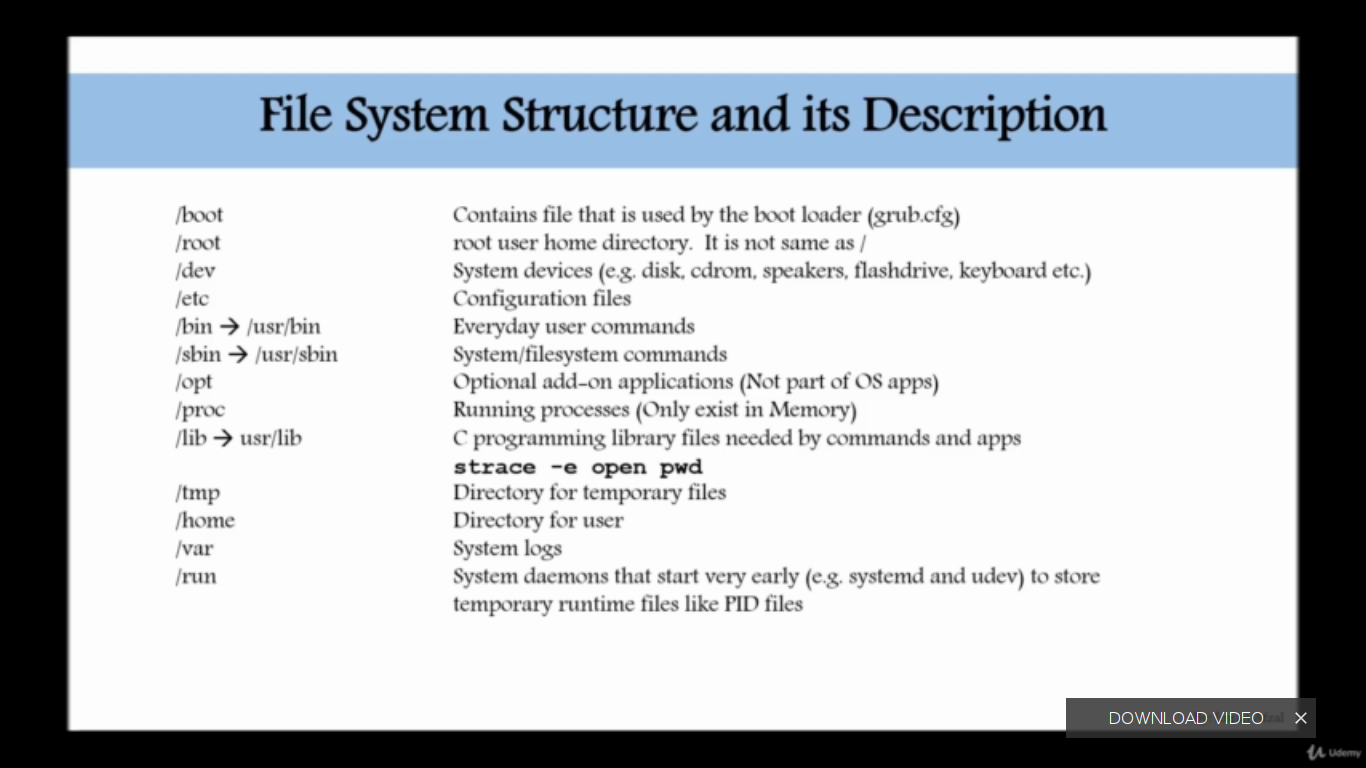 File System Structure and its Description
/boot Contains file that is used by the boot loader (grub.cfg)
/root root user home directory. It is not same as /
/dev System devices (e.g. disk, cdrom, speakers, flashdrive, keyboard etc.)
/etc Configuration files
/bin → /usr/bin Everyday user commands
/sbin → /usr/sbin System/filesystem commands
/opt Optional add-on applications (Not part of OS apps)
/proc Running processes (Only exist in Memory)
/lib → usr/lib C programming library files needed by commands and apps
strace -e open pwd
/tmp Directory for temporary files
/home Directory for user
/var System logs
/run System daemons that start very early (e.g. systemd and udev) to store
temporary runtime files like PID files
DOWNLOAD VIDEO ×
Udemy